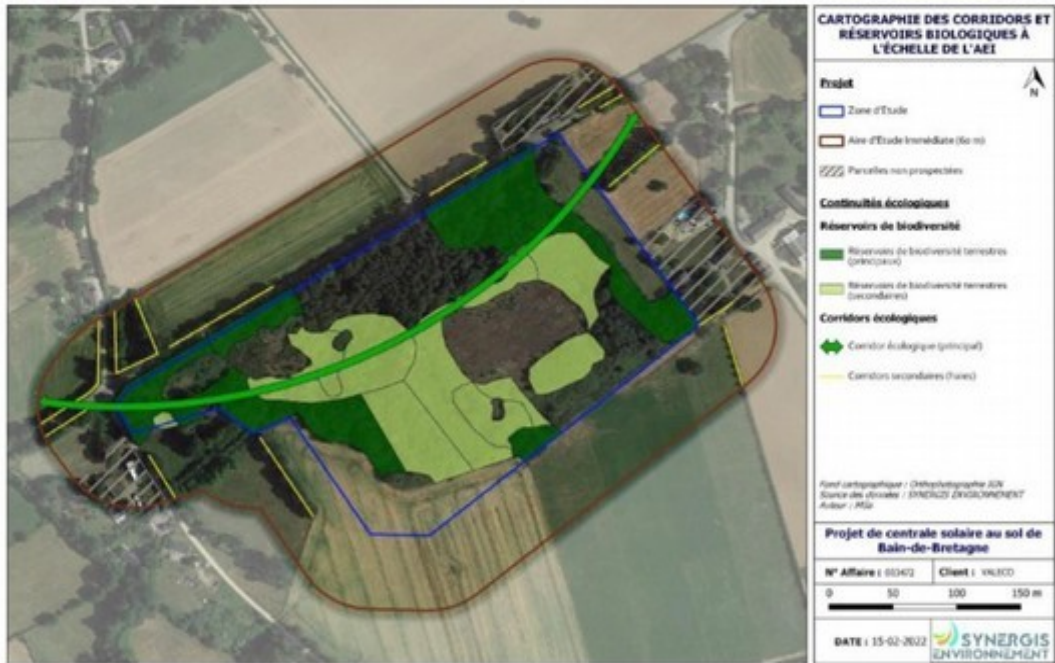 CARTOGRAPHIE DES CORRIDORS ET
RÉSERVOIRS BIOLOGIQUES À
L'ÉCHELLE DE L'AEI
Projet
N
Zone d'Etude
Aire d'Etude Immédiate (60 m)
Parcelles non prospectées
Continuités écologiques
Réservoirs de biodiversité
Réservoirs de biodiversité terrestres
(principaux)
Réservoirs de biodiversité terrestres
(secondaires)
Corridors écologiques
Corridor écologique (principal)
Corridors secondaires (haies)
Fond cartographique : Orthophotographie IGN
Source des données : SYNERGIS ENVIRONNEMENT
Auteur :
Projet de centrale solaire au sol de
Bain-de-Bretagne
N° Affaire : 003472
Client : VALECO
0 50 100 150 m
DATE : 15-02-2022
SYNERGIS
ENVIRONNEMENT